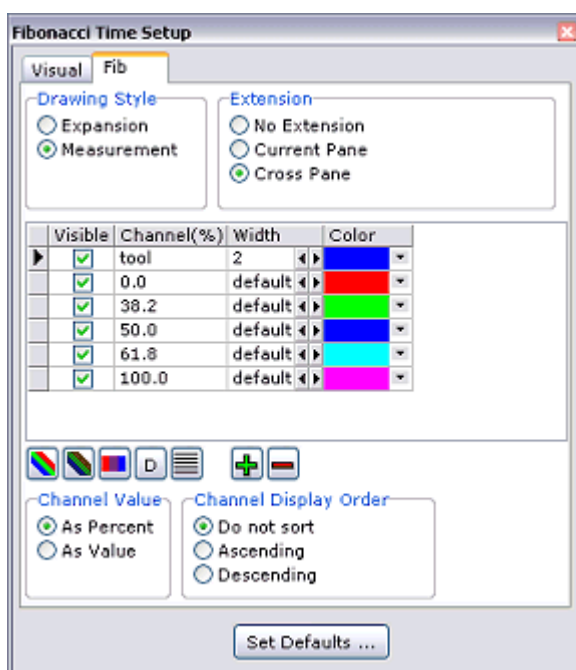 Fibonacci Time Setup
Visual Fib
Drawing Style Extension
Expansion No Extension
Measurement Current Pane
Cross Pane
Visible Channel(%) Width Color
tool 2
0.0 default
38.2 default
50.0 default
61.8 default
100.0 default
D
Channel Value Channel Display Order
As Percent Do not sort
As Value Ascending
Descending
Set Defaults ...